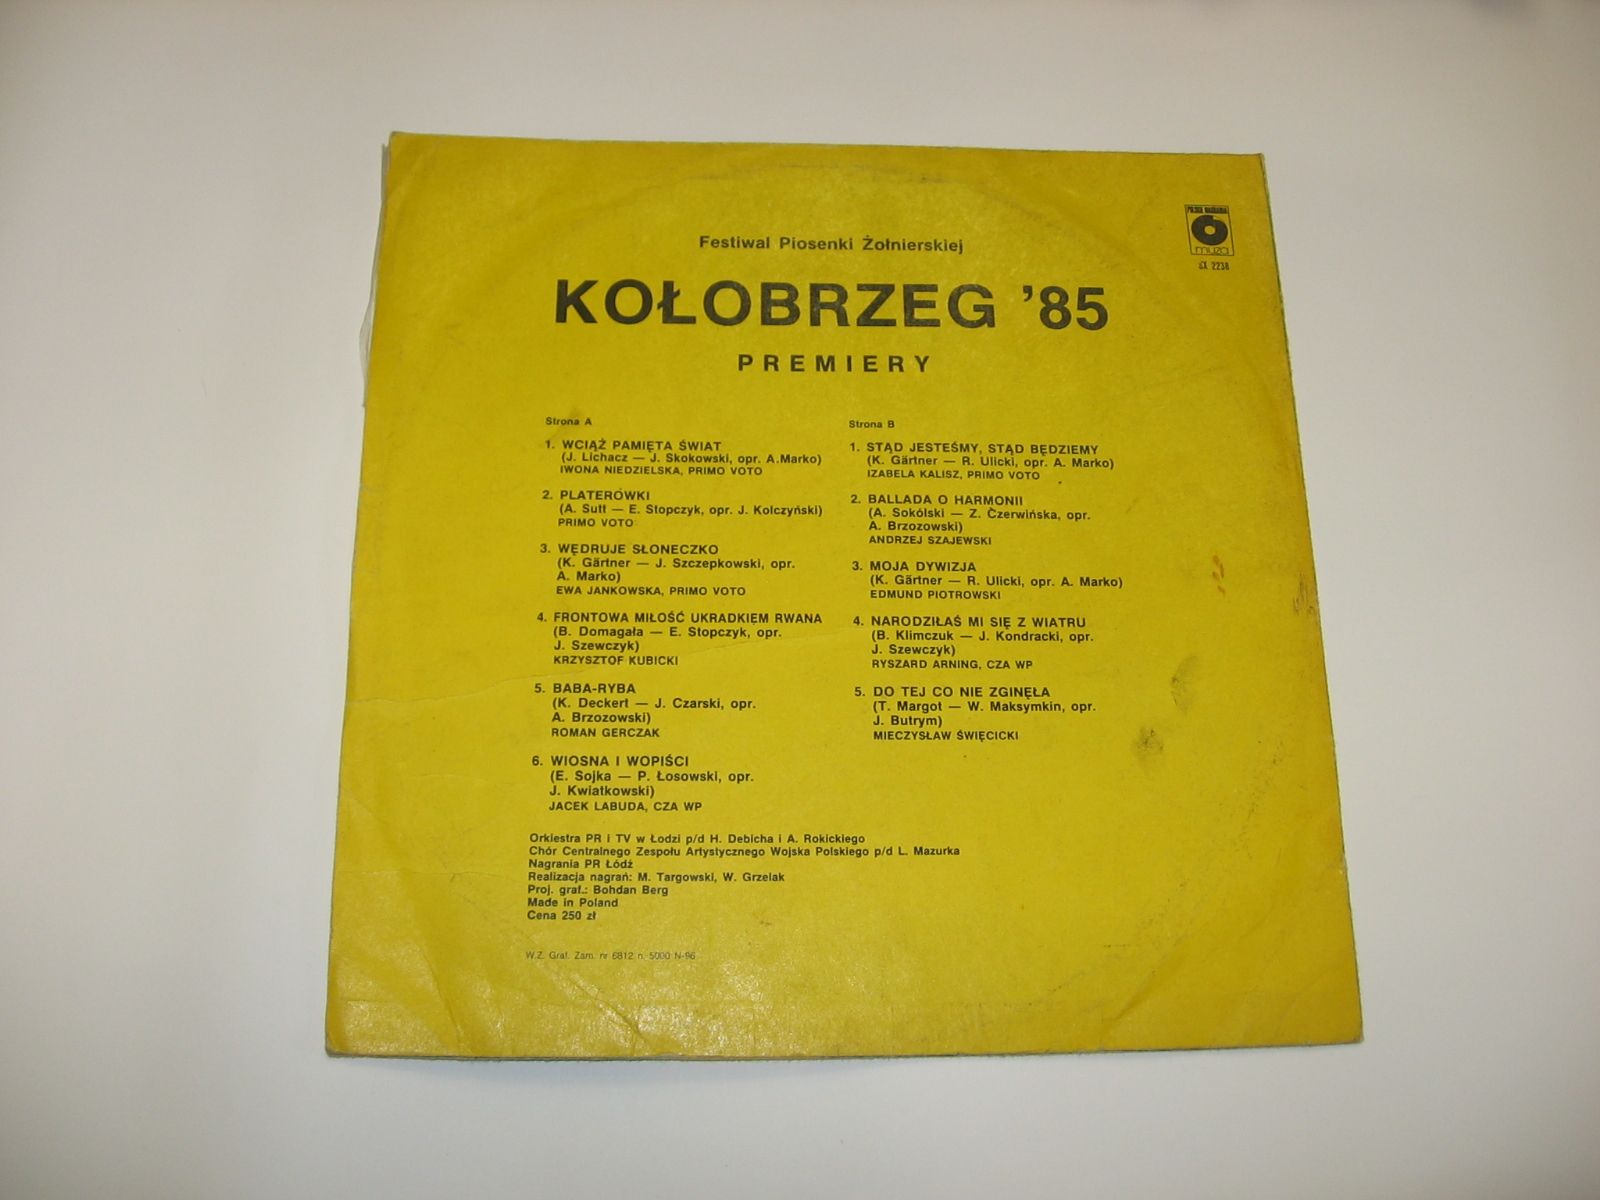 POLSKIE NAGRANIA
muza
SX 2238
Festiwal Piosenki Żołnierskiej
KOŁOBRZEG '85
PREMIERY
Strona A
1. WCIĄŻ PAMIĘTA ŚWIAT
(J. Lichacz — J. Skokowski, opr. A.Marko)
IWONA NIEDZIELSKA, PRIMO VOTO
2. PLATERÓWKI
(A. Sutt — E. Stopczyk, opr. J. Kolczyński)
PRIMO VOTO
3. WĘDRUJE SŁONECZKO
(K. Gärtner — J. Szczepkowski, opr.
A. Marko)
EWA JANKOWSKA, PRIMO VOTO
4. FRONTOWA MIŁOŚĆ UKRADKIEM RWANA
(B. Domagała — E. Stopczyk, opr.
J. Szewczyk)
KRZYSZTOF KUBICKI
5. BABA-RYBA
(K. Deckert — J. Czarski, opr.
A. Brzozowski)
ROMAN GERCZAK
6. WIOSNA I WOPIŚCI
(E. Sojka — P. Łosowski, opr.
J. Kwiatkowski)
JACEK LABUDA, CZA WP
Strona B
1. STĄD JESTEŚMY, STĄD BĘDZIEMY
(K. Gärtner — R. Ulicki, opr. A. Marko)
IZABELA KALISZ, PRIMO VOTO
2. BALLADA O HARMONII
(A. Sokólski — Z. Czerwińska, opr.
A. Brzozowski)
ANDRZEJ SZAJEWSKI
3. MOJA DYWIZJA
(K. Gärtner — R. Ulicki, opr. A. Marko)
EDMUND PIOTROWSKI
4. NARODZIŁAŚ MI SIĘ Z WIATRU
(B. Klimczuk — J. Kondracki, opr.
J. Szewczyk)
RYSZARD ARNING, CZA WP
5. DO TEJ CO NIE ZGINĘŁA
(T. Margot — W. Maksymkin, opr.
J. Butrym)
MIECZYSŁAW ŚWIĘCICKI
Orkiestra PR i TV w Łodzi p/d H. Debicha i A. Rokickiego
Chór Centralnego Zespołu Artystycznego Wojska Polskiego p/d L. Mazurka
Nagrania PR Łódź
Realizacja nagrań: M. Targowski, W. Grzelak
Proj. graf.: Bohdan Berg
Made in Poland
Cena 250 zł
W.Z. Graf. Zam. nr 6812 n. 5000 N-96